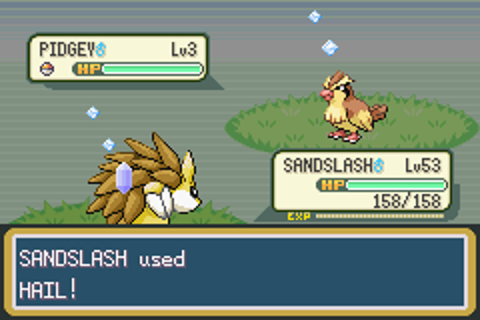 PIDGEY♂ Lv3
HP
SANDSLASH♂ Lv53
HP
158/158
EXP
SANDSLASH used
HAIL!